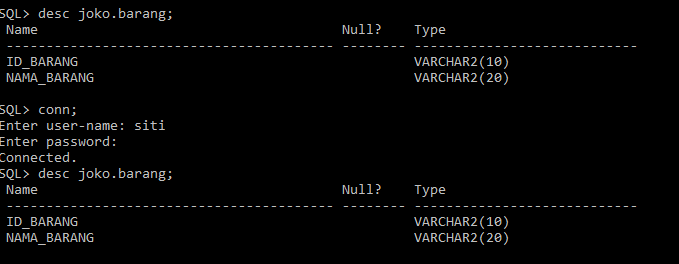 SQL> desc joko.barang;
Name                                      Null?    Type
----------------------------------------- -------- ----------------------------
ID_BARANG                                          VARCHAR2(10)
NAMA_BARANG                                        VARCHAR2(20)
SQL> conn;
Enter user-name: siti
Enter password:
Connected.
SQL> desc joko.barang;
Name                                      Null?    Type
----------------------------------------- -------- ----------------------------
ID_BARANG                                          VARCHAR2(10)
NAMA_BARANG                                        VARCHAR2(20)